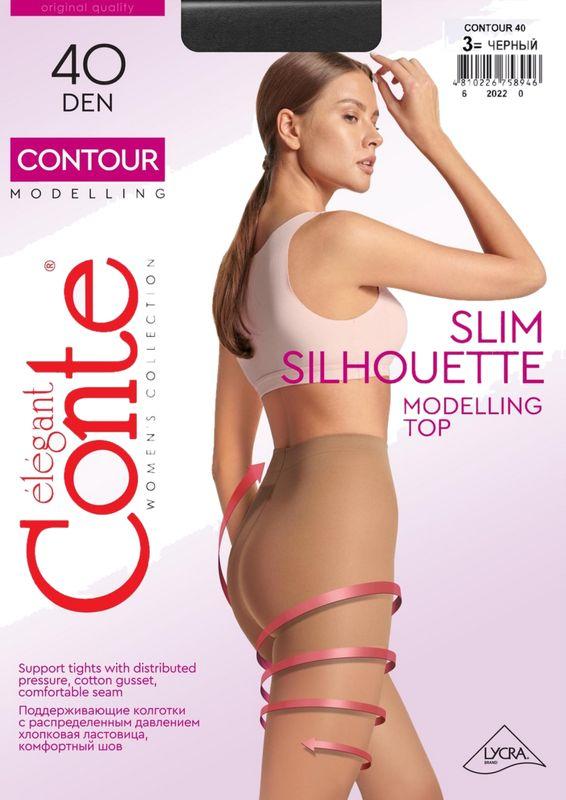 original quality
40
DEN
CONTOUR
MODELLING
CONTOUR 40
3= ЧЕРНЫЙ
4810226758946
6 2022 0
élégant
Conte®
WOMEN'S COLLECTION
SLIM
SILHOUETTE
MODELLING
TOP
Support tights with distributed
pressure, cotton gusset,
comfortable seam
Поддерживающие колготки
с распределенным давлением
хлопковая ластовица,
комфортный шов
LYCRA®
BRAND